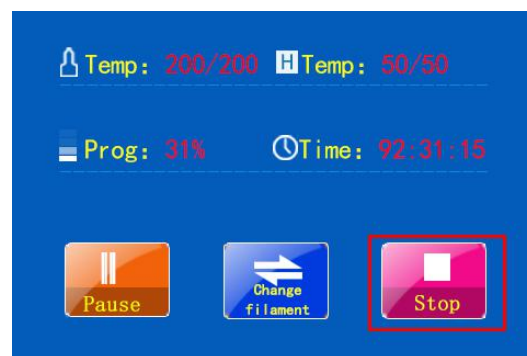 Temp: 200/200 H Temp: 50/50
Prog: 31% Time: 92:31:15
Pause
Change
filament
Stop